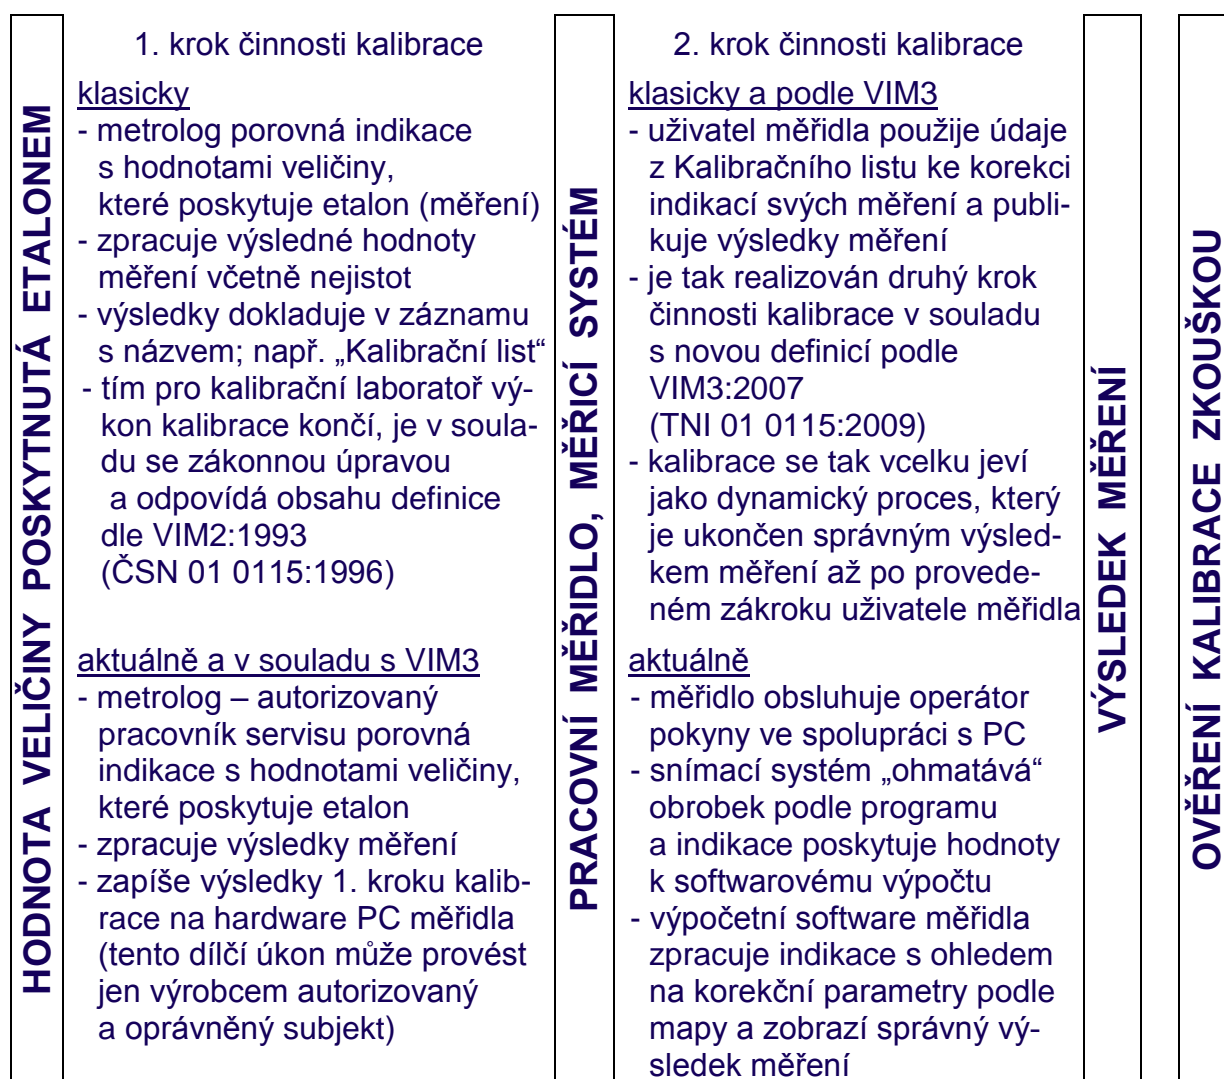 HODNOTA VELIČINY POSKYTNUTÁ ETALONEM
1. krok činnosti kalibrace
klasicky
- metrolog porovná indikace
s hodnotami veličiny,
které poskytuje etalon (měření)
- zpracuje výsledné hodnoty
měření včetně nejistot
- výsledky dokladuje v záznamu
s názvem; např. „Kalibrační list“
- tím pro kalibrační laboratoř vý-
kon kalibrace končí, je v soula-
du se zákonnou úpravou
a odpovídá obsahu definice
dle VIM2:1993
(ČSN 01 0115:1996)
aktuálně a v souladu s VIM3
- metrolog – autorizovaný
pracovník servisu porovná
indikace s hodnotami veličiny,
které poskytuje etalon
- zpracuje výsledky měření
- zapíše výsledky 1. kroku kalib-
race na hardware PC měřidla
(tento dílčí úkon může provést
jen výrobcem autorizovaný
a oprávněný subjekt)
PRACOVNÍ MĚŘIDLO, MĚŘICÍ SYSTÉM
2. krok činnosti kalibrace
klasicky a podle VIM3
- uživatel měřidla použije údaje
z Kalibračního listu ke korekci
indikací svých měření a publi-
kuje výsledky měření
- je tak realizován druhý krok
činnosti kalibrace v souladu
s novou definicí podle
VIM3:2007
(TNI 01 0115:2009)
- kalibrace se tak vcelku jeví
jako dynamický proces, který
je ukončen správným výsled-
kem měření až po provede-
ném zákroku uživatele měřidla
aktuálně
- měřidlo obsluhuje operátor
pokyny ve spolupráci s PC
- snímací systém „ohmatává“
obrobek podle programu
a indikace poskytuje hodnoty
k softwarovému výpočtu
- výpočetní software měřidla
zpracuje indikace s ohledem
na korekční parametry podle
mapy a zobrazí správný vý-
sledek měření
VÝSLEDEK MĚŘENÍ
OVĚŘENÍ KALIBRACE ZKOUŠKOU